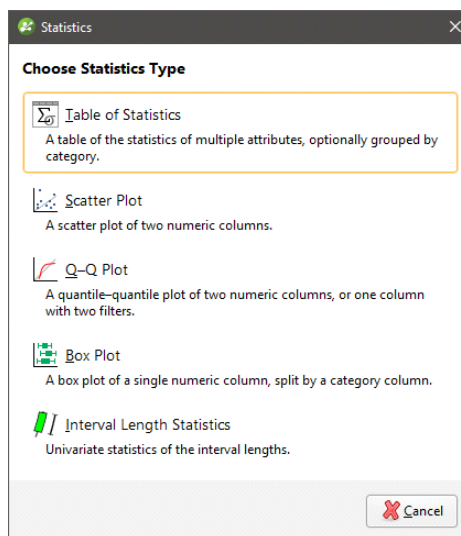 Statistics
Choose Statistics Type
Table of Statistics
A table of the statistics of multiple attributes, optionally grouped by
category.
Scatter Plot
A scatter plot of two numeric columns.
Q–Q Plot
A quantile–quantile plot of two numeric columns, or one column
with two filters.
Box Plot
A box plot of a single numeric column, split by a category column.
Interval Length Statistics
Univariate statistics of the interval lengths.
Cancel